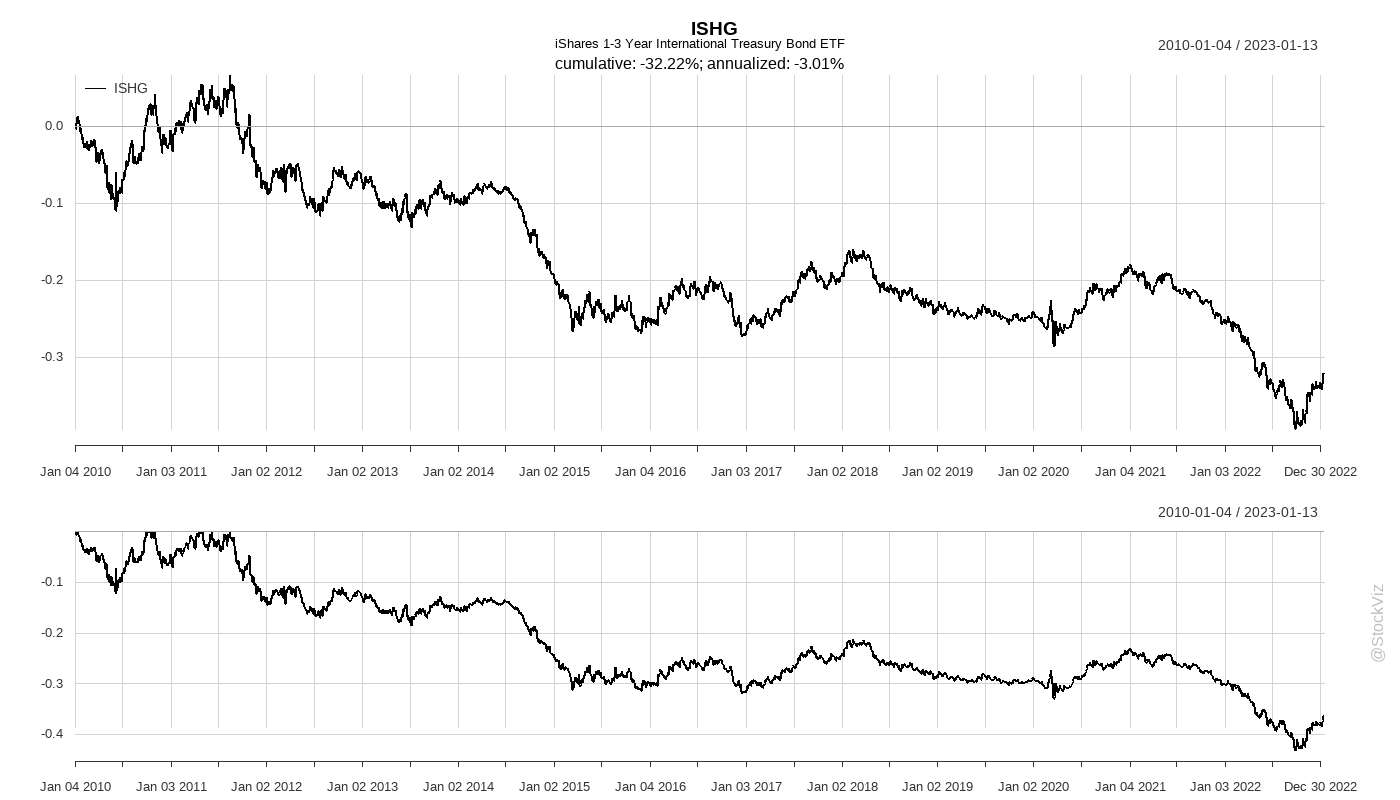 ISHG
iShares 1-3 Year International Treasury Bond ETF
cumulative: -32.22%; annualized: -3.01%
2010-01-04 / 2023-01-13
ISHG
0.0
-0.1
-0.2
-0.3
Jan 04 2010 Jan 03 2011 Jan 02 2012 Jan 02 2013 Jan 02 2014 Jan 02 2015 Jan 04 2016 Jan 03 2017 Jan 02 2018 Jan 02 2019 Jan 02 2020 Jan 04 2021 Jan 03 2022 Dec 30 2022
2010-01-04 / 2023-01-13
-0.1
-0.2
-0.3
-0.4
Jan 04 2010 Jan 03 2011 Jan 02 2012 Jan 02 2013 Jan 02 2014 Jan 02 2015 Jan 04 2016 Jan 03 2017 Jan 02 2018 Jan 02 2019 Jan 02 2020 Jan 04 2021 Jan 03 2022 Dec 30 2022
@StockViz